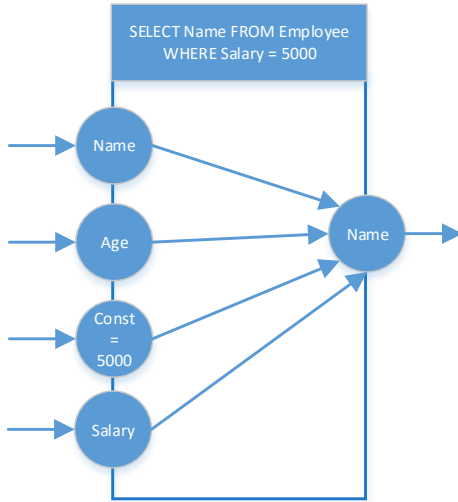 SELECT Name FROM Employee
WHERE Salary = 5000
Name
Age
Name
Const
=
5000
Salary